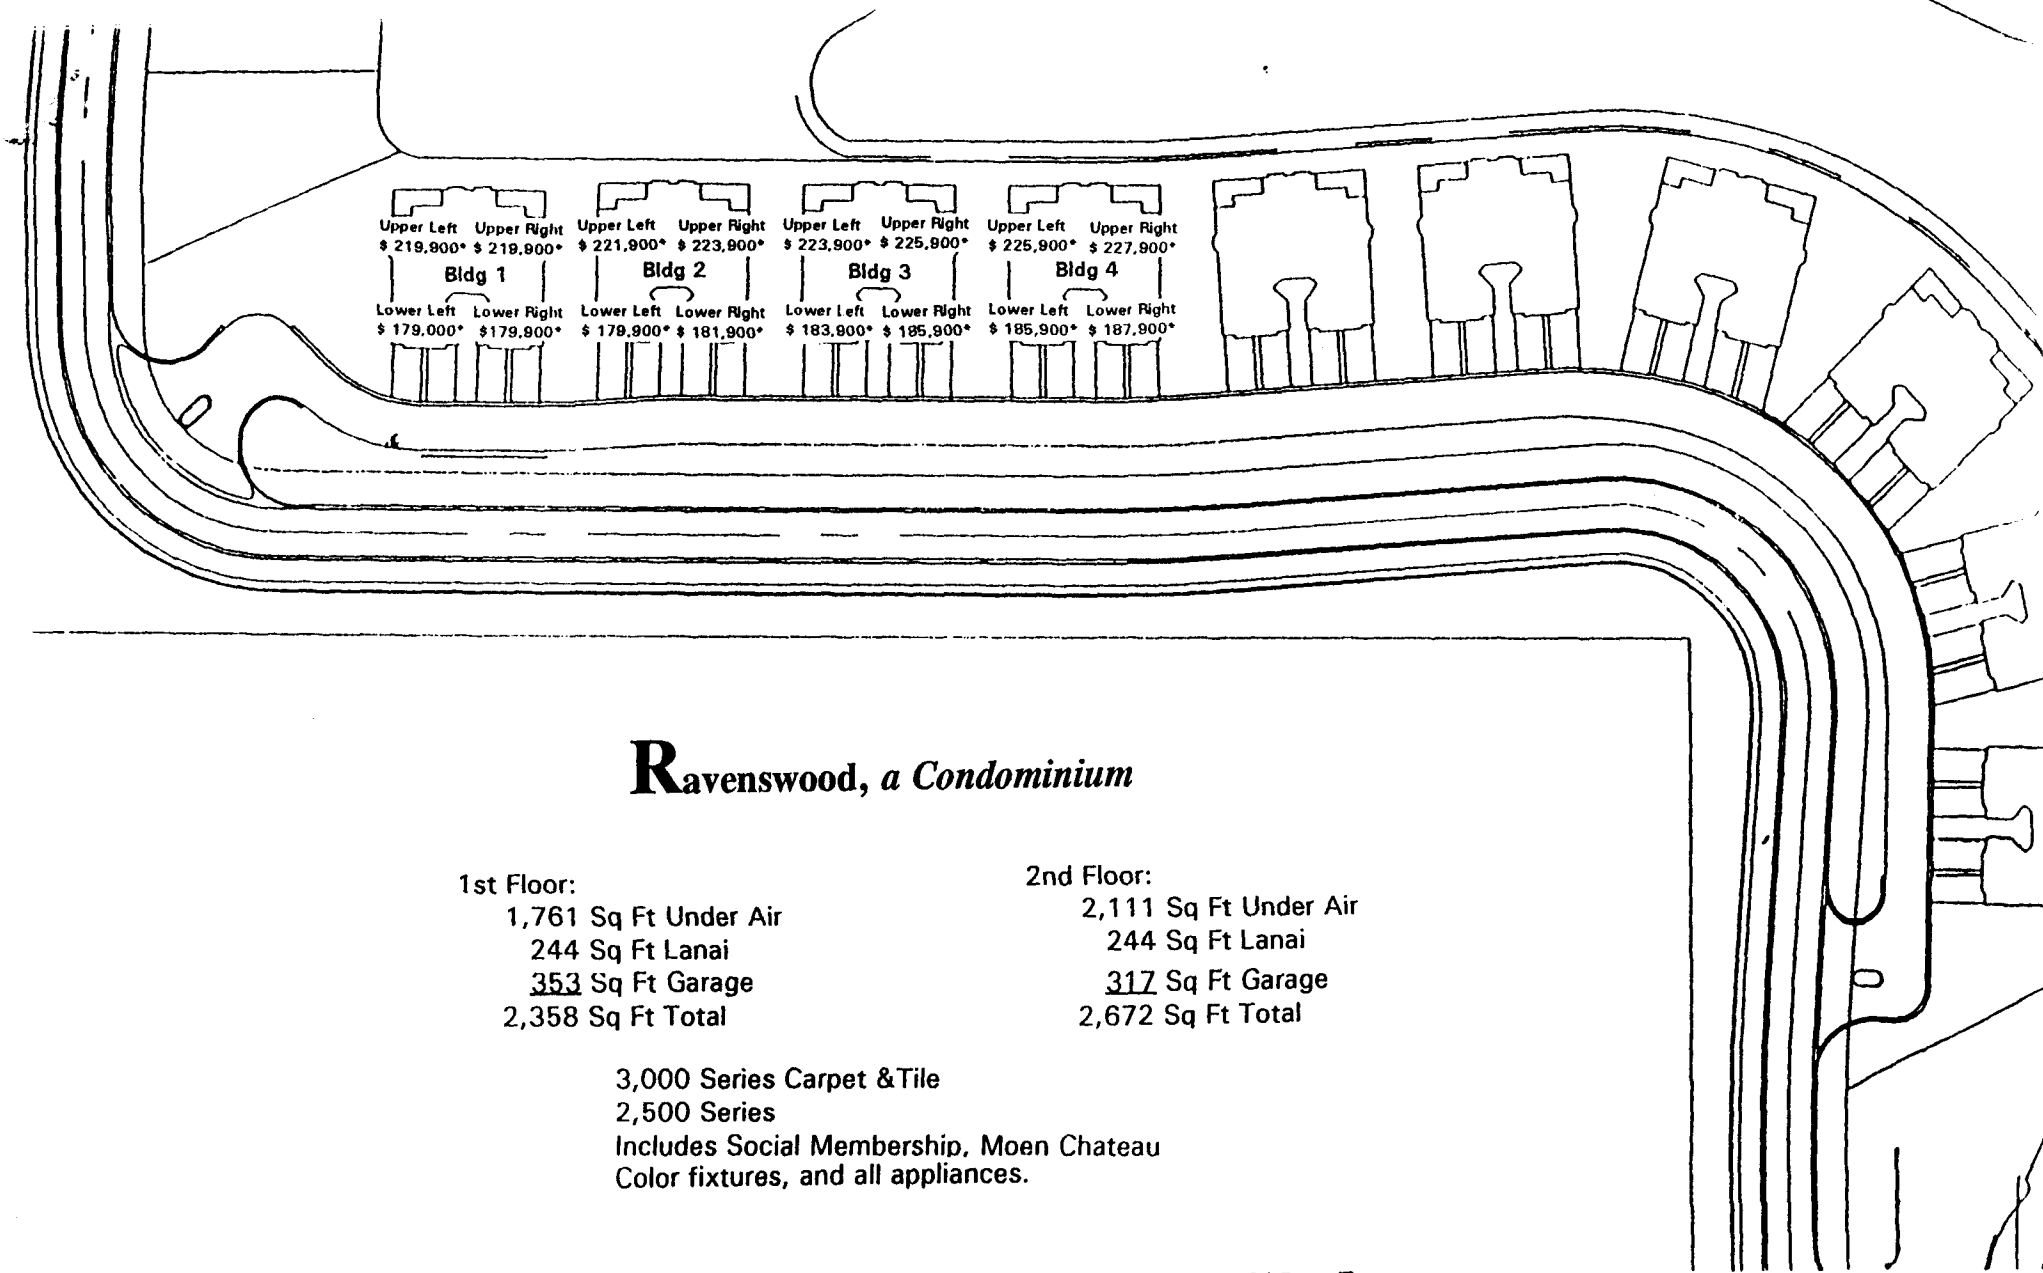 Upper Left Upper Right Upper Left Upper Right Upper Left Upper Right Upper Left Upper Right
$ 219,900* $ 219,900* $ 221,900* $ 223,900* $ 223,900* $ 225,900* $ 225,900* $ 227,900*
Bldg 1 Bldg 2 Bldg 3 Bldg 4
Lower Left Lower Right Lower Left Lower Right Lower Left Lower Right Lower Left Lower Right
$ 179,000* $179,900* $ 179,900* $ 181,900* $ 183,900* $ 185,900* $ 185,900* $ 187,900*
Ravenswood, a Condominium
1st Floor:
1,761 Sq Ft Under Air
244 Sq Ft Lanai
353 Sq Ft Garage
2,358 Sq Ft Total
2nd Floor:
2,111 Sq Ft Under Air
244 Sq Ft Lanai
317 Sq Ft Garage
2,672 Sq Ft Total
3,000 Series Carpet &Tile
2,500 Series
Includes Social Membership, Moen Chateau
Color fixtures, and all appliances.